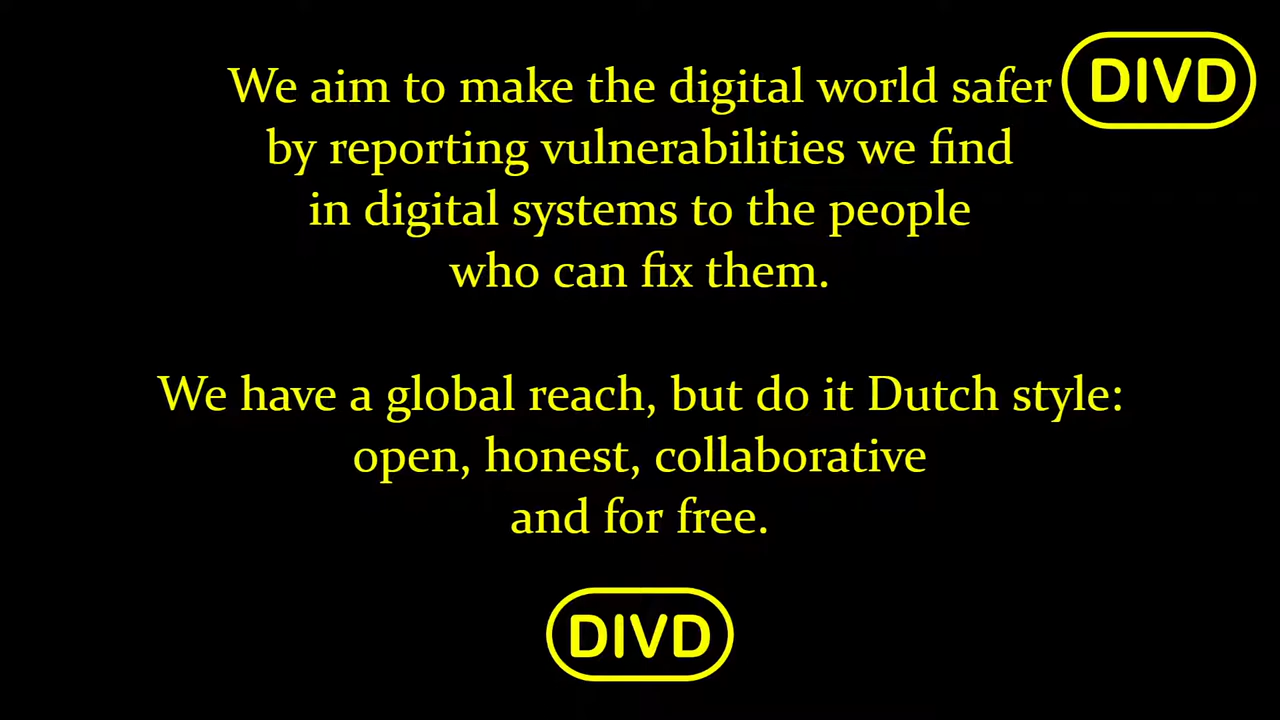 We aim to make the digital world safer
DIVD
by reporting vulnerabilities we find
in digital systems to the people
who can fix them.
We have a global reach, but do it Dutch style:
open, honest, collaborative
and for free.
DIVD